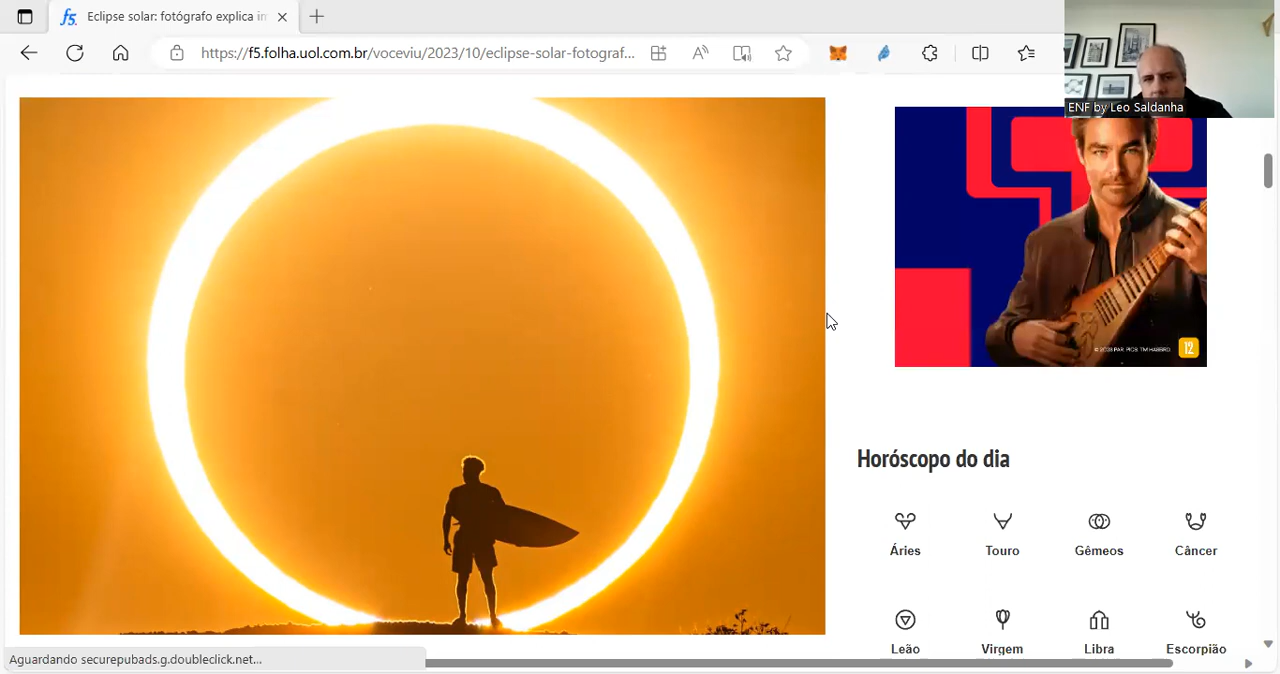 Eclipse solar: fotógrafo explica im
https://f5.folha.uol.com.br/voceviu/2023/10/eclipse-solar-fotograf...
ENF by Leo Saldanha
12
Horóscopo do dia
Áries
Touro
Gêmeos
Câncer
Leão
Virgem
Libra
Escorpião
Aguardando securepubads.g.doubleclick.net...